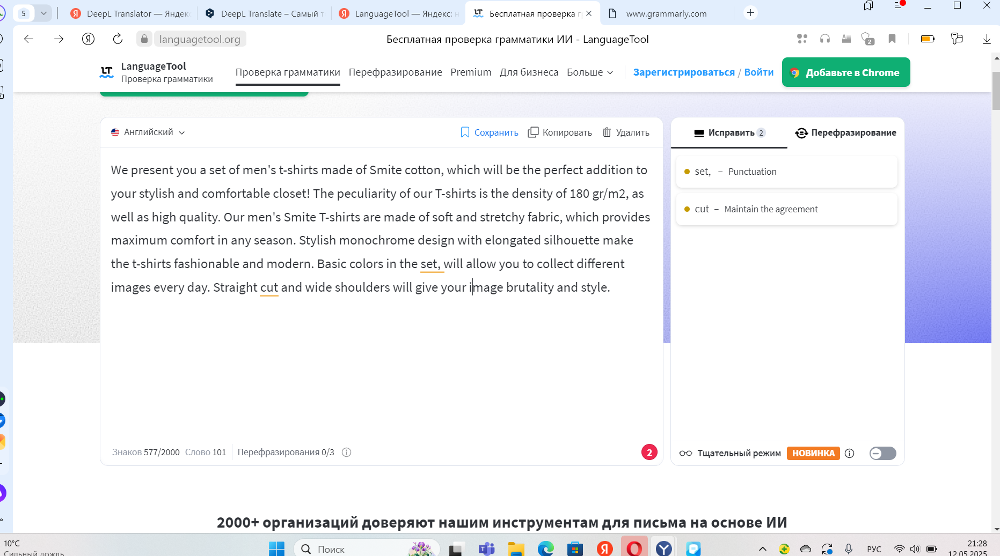 5
DeepL Translator — Яндекс
DeepL Translate – Самый т
LanguageTool — Яндекс: н
Бесплатная проверка г
www.grammarly.com
languagetool.org
Бесплатная проверка грамматики ИИ - LanguageTool
2
LanguageTool
Проверка грамматики
Проверка грамматики
Перефразирование
Premium
Для бизнеса
Больше
Зарегистрироваться / Войти
Добавьте в Chrome
Английский
Сохранить
Копировать
Удалить
Исправить 2
Перефразирование
We present you a set of men's t-shirts made of Smite cotton, which will be the perfect addition to
your stylish and comfortable closet! The peculiarity of our T-shirts is the density of 180 gr/m2, as
well as high quality. Our men's Smite T-shirts are made of soft and stretchy fabric, which provides
maximum comfort in any season. Stylish monochrome design with elongated silhouette make
the t-shirts fashionable and modern. Basic colors in the set, will allow you to collect different
images every day. Straight cut and wide shoulders will give your image brutality and style.
set, – Punctuation
cut – Maintain the agreement
Знаков 577/2000 Слово 101 Перефразирования 0/3
2
Тщательный режим НОВИНКА
2000+ организаций доверяют нашим инструментам для письма на основе ИИ
10°C
Сильный дождь
Поиск
РУС
21:28
12.05.2025